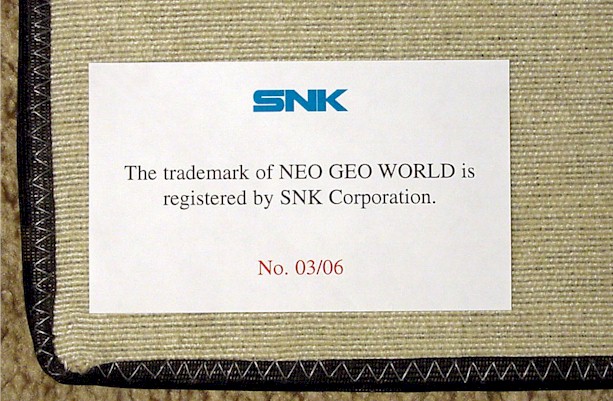 SNK
The trademark of NEO GEO WORLD is
registered by SNK Corporation.
No. 03/06